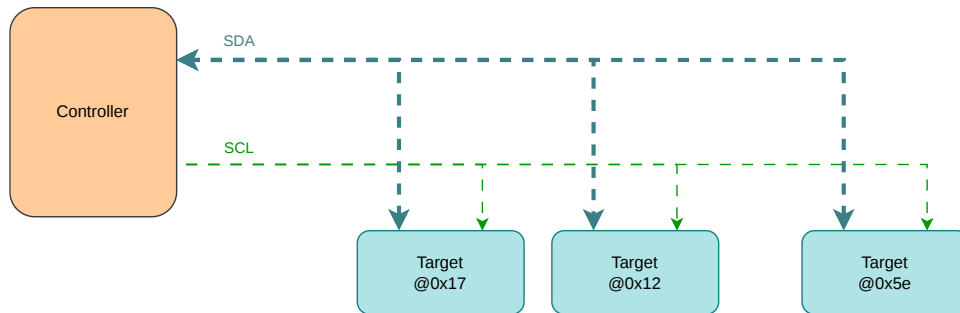 SDA
Controller
SCL
Target
@0x17
Target
@0x12
Target
@0x5e